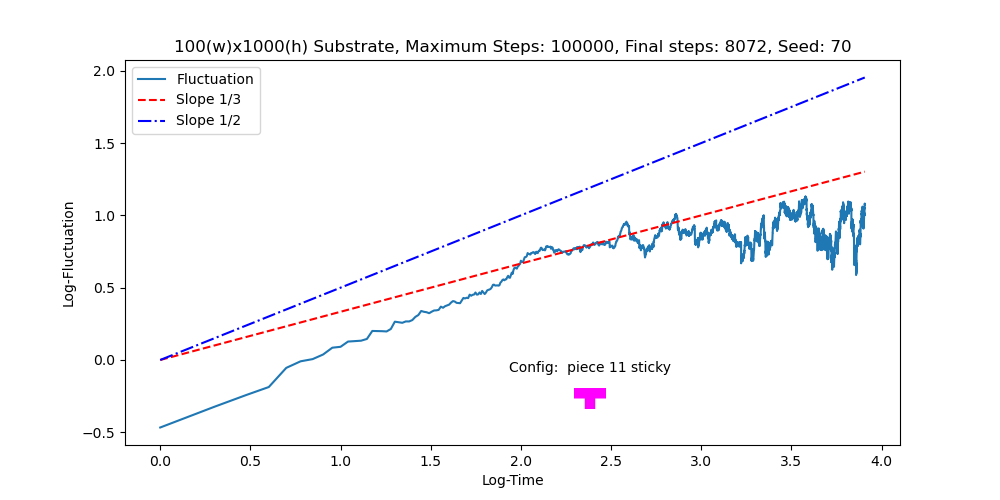 100(w)x1000(h) Substrate, Maximum Steps: 100000, Final steps: 8072, Seed: 70
Fluctuation
Slope 1/3
Slope 1/2
2.0
1.5
1.0
0.5
0.0
−0.5
Log-Fluctuation
Config:  piece 11 sticky
0.0 0.5 1.0 1.5 2.0 2.5 3.0 3.5 4.0
Log-Time